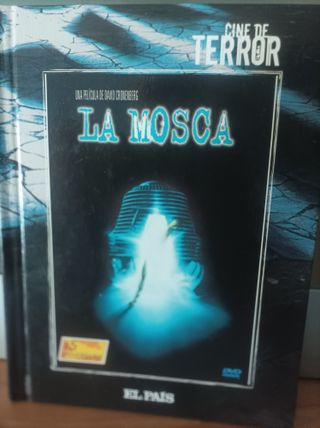 CINE DE
TERROR
UNA PELÍCULA DE DAVID CRONENBERG
LA MOSCA
DVD
EL PAÍS